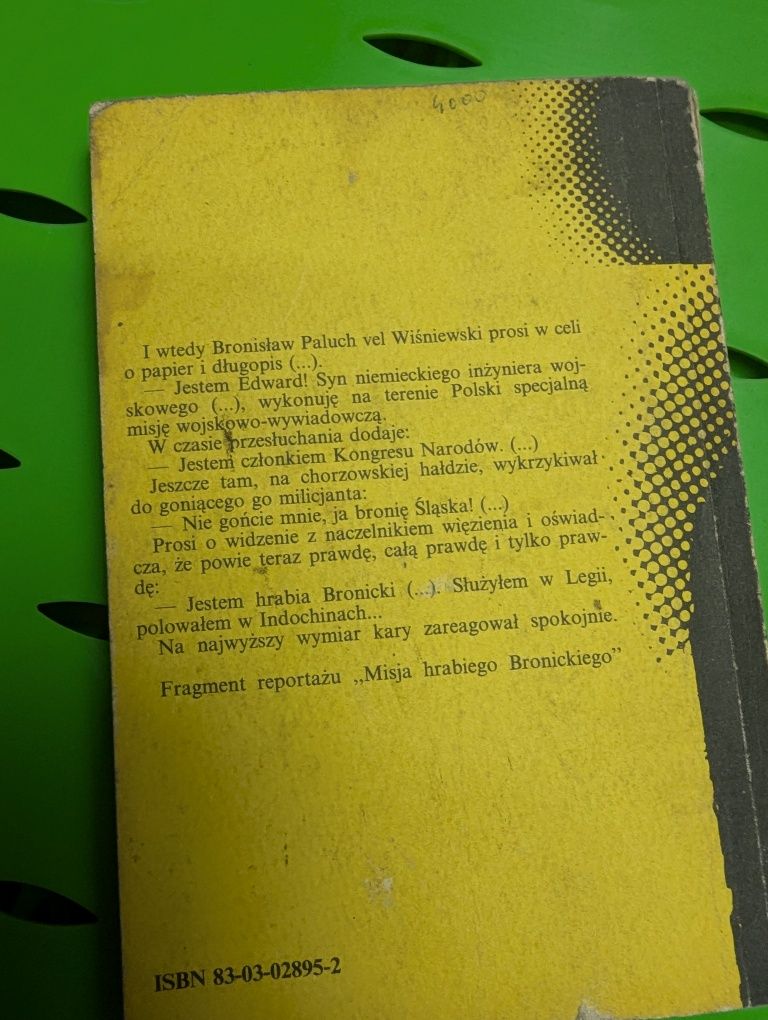 4000
I wtedy Bronisław Paluch vel Wiśniewski prosi w celi
o papier i długopis (...).
— Jestem Edward! Syn niemieckiego inżyniera woj-
skowego (...), wykonuję na terenie Polski specjalną
misję wojskowo-wywiadowczą.
W czasie przesłuchania dodaje:
— Jestem członkiem Kongresu Narodów. (...)
Jeszcze tam, na chorzowskiej hałdzie, wykrzykiwał
do goniącego go milicjanta:
— Nie gońcie mnie, ja bronię Śląska! (...)
Prosi o widzenie z naczelnikiem więzienia i oświad-
cza, że powie teraz prawdę, całą prawdę i tylko praw-
dę:
— Jestem hrabia Bronicki (...). Służyłem w Legii,
polowałem w Indochinach...
Na najwyższy wymiar kary zareagował spokojnie.
Fragment reportażu „Misja hrabiego Bronickiego”
ISBN 83-03-02895-2